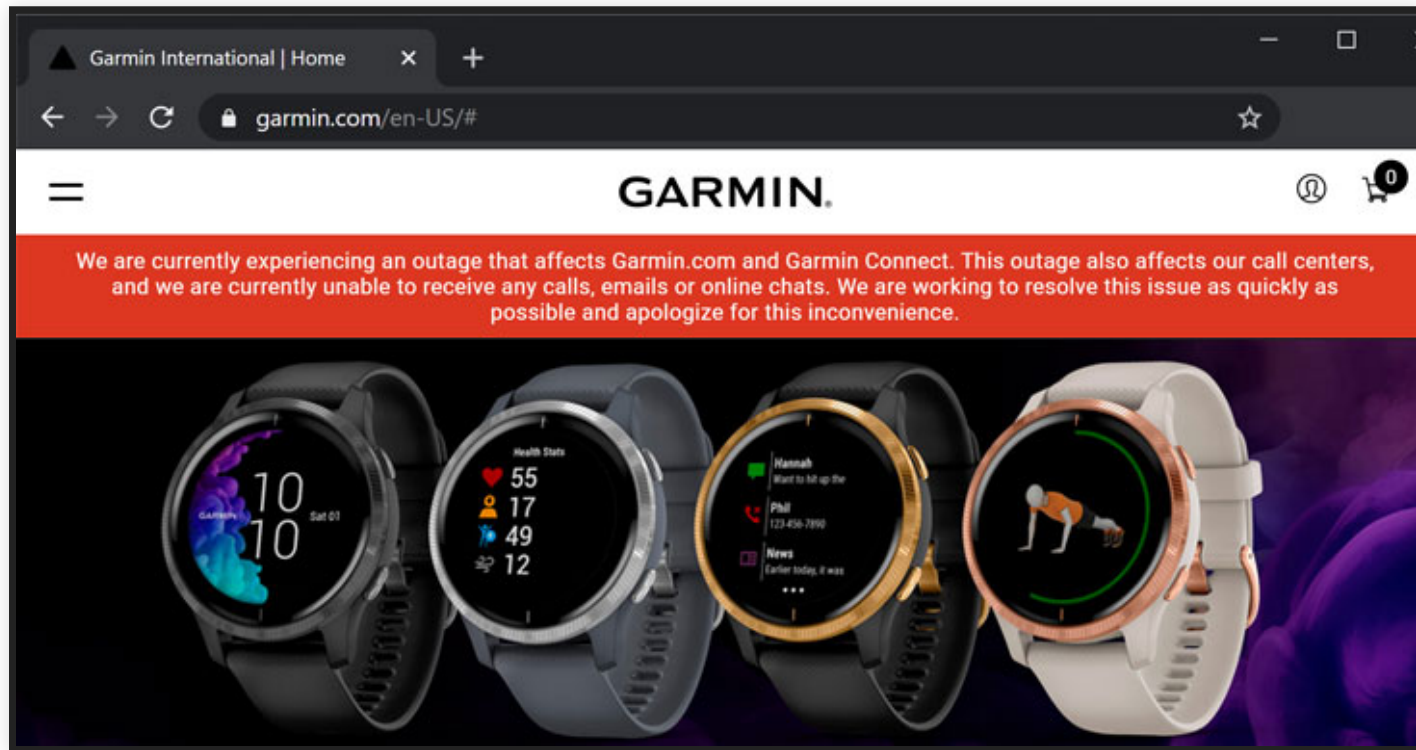 Garmin International | Home
garmin.com/en-US/#
GARMIN.
0
We are currently experiencing an outage that affects Garmin.com and Garmin Connect. This outage also affects our call centers,
and we are currently unable to receive any calls, emails or online chats. We are working to resolve this issue as quickly as
possible and apologize for this inconvenience.
GARMIN
10
10
Sat 01
Health Stats
55
17
49
12
Hannah
Want to hit up the
Phil
123-456-7890
News
Earlier today, it was
•••